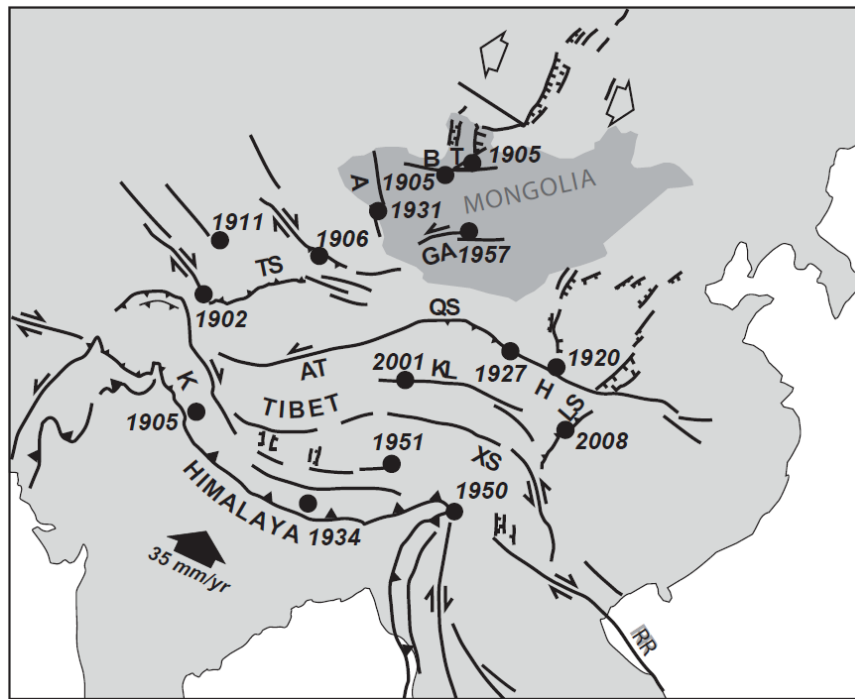 B T 1905
1905
MONGOLIA
A
1931
1911
1906
GA 1957
TS
1902
QS
AT
2001 KL
1927
1920
H
LS
2008
K
TIBET
1905
1951
XS
1950
HIMALAYA
1934
35 mm/yr
RR